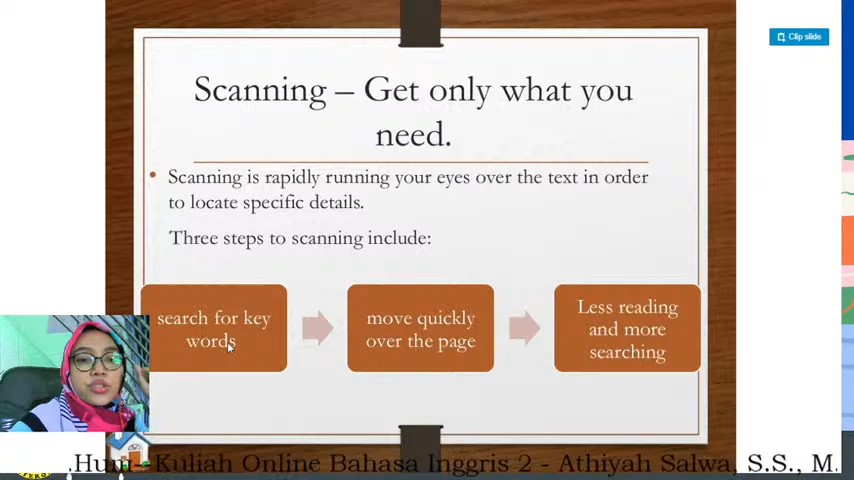 Clip slide
Scanning – Get only what you
need.
• Scanning is rapidly running your eyes over the text in order
to locate specific details.
Three steps to scanning include:
search for key
words
move quickly
over the page
Less reading
and more
searching
.Hum--Kuliah Online Bahasa Inggris 2 - Athiyah Salwa, S.S., M.